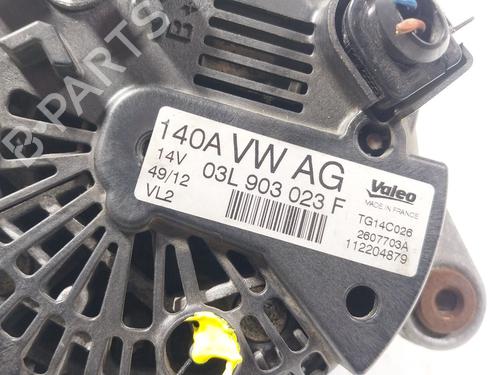 B-PARTS
B+
140A VW AG
14V 03L 903 023 F
49/12
VL2
Valeo
MADE IN FRANCE
TG14C026
2607703A
112204879